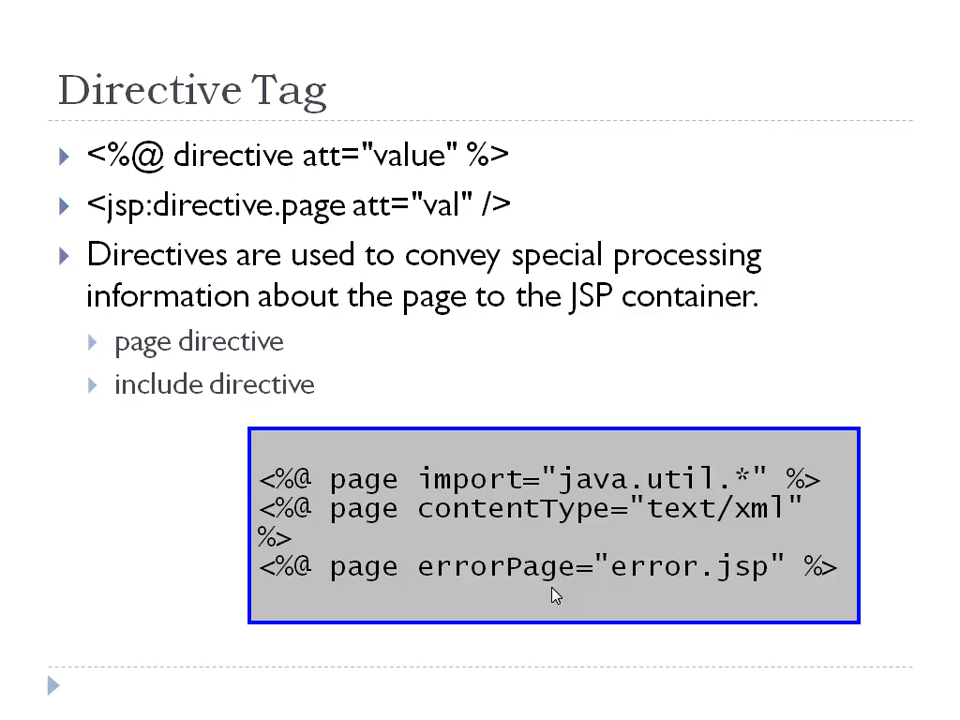 Directive Tag
<%@ directive att="value" %>
<jsp:directive.page att="val" />
Directives are used to convey special processing
information about the page to the JSP container.
page directive
include directive
<%@ page import="java.util.*" %>
<%@ page contentType="text/xml"
%>
<%@ page errorPage="error.jsp" %>